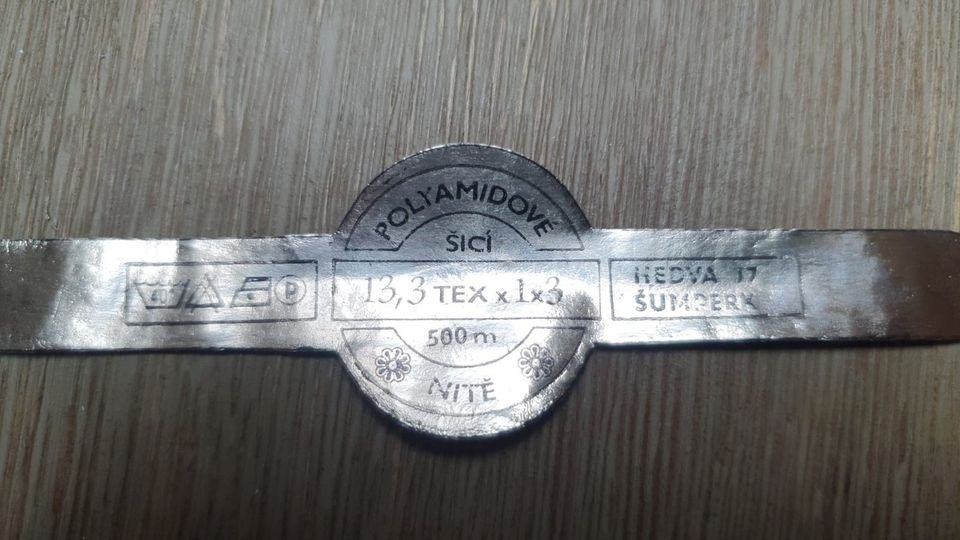 POLYAMIDOVÉ
ŠICÍ
13,3 TEX x 1x3
500 m
NITĚ
P
HEDVA 17
ŠUMPERK